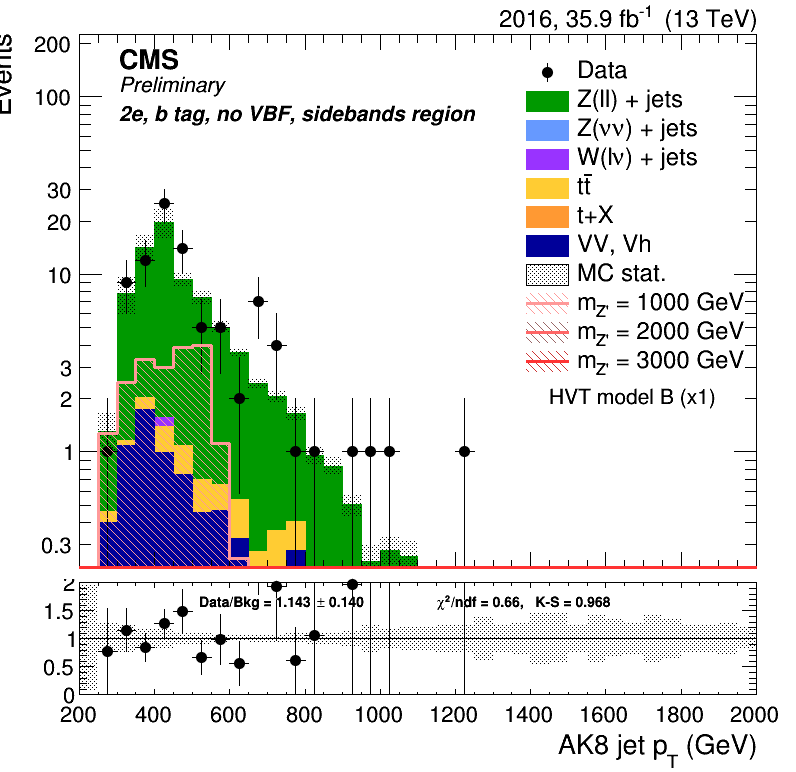 2016, 35.9 fb⁻¹ (13 TeV)
Events
CMS
Preliminary
2e, b tag, no VBF, sidebands region
Data
Z(ll) + jets
Z(νν) + jets
W(lν) + jets
tt̄
t+X
VV, Vh
MC stat.
m_Z' = 1000 GeV
m_Z' = 2000 GeV
m_Z' = 3000 GeV
HVT model B (x1)
200
100
30
20
10
3
2
1
0.3
Data/Bkg = 1.143 ± 0.140
χ²/ndf = 0.66, K-S = 0.968
2
1.5
1
0.5
0
200 400 600 800 1000 1200 1400 1600 1800 2000
AK8 jet p_T (GeV)